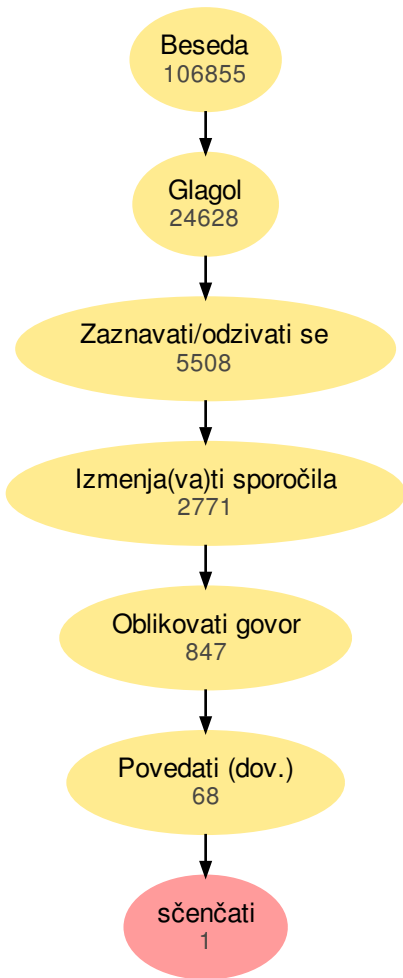 Beseda
106855
Glagol
24628
Zaznavati/odzivati se
5508
Izmenja(va)ti sporočila
2771
Oblikovati govor
847
Povedati (dov.)
68
sčenčati
1